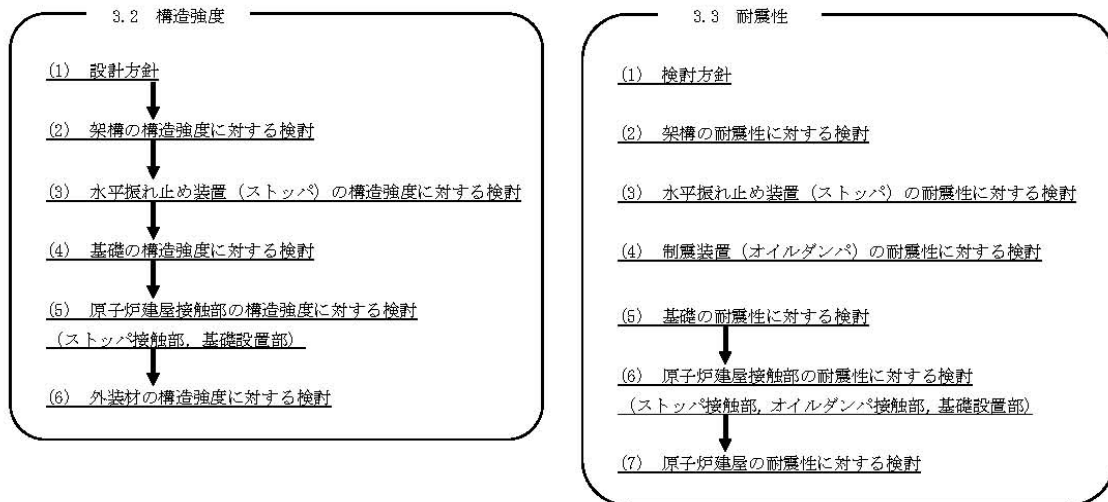 3.2 構造強度
(1) 設計方針
(2) 架構の構造強度に対する検討
(3) 水平振れ止め装置（ストッパ）の構造強度に対する検討
(4) 基礎の構造強度に対する検討
(5) 原子炉建屋接触部の構造強度に対する検討
（ストッパ接触部，基礎設置部）
(6) 外装材の構造強度に対する検討
3.3 耐震性
(1) 検討方針
(2) 架構の耐震性に対する検討
(3) 水平振れ止め装置（ストッパ）の耐震性に対する検討
(4) 制震装置（オイルダンパ）の耐震性に対する検討
(5) 基礎の耐震性に対する検討
(6) 原子炉建屋接触部の耐震性に対する検討
（ストッパ接触部，オイルダンパ接触部，基礎設置部）
(7) 原子炉建屋の耐震性に対する検討